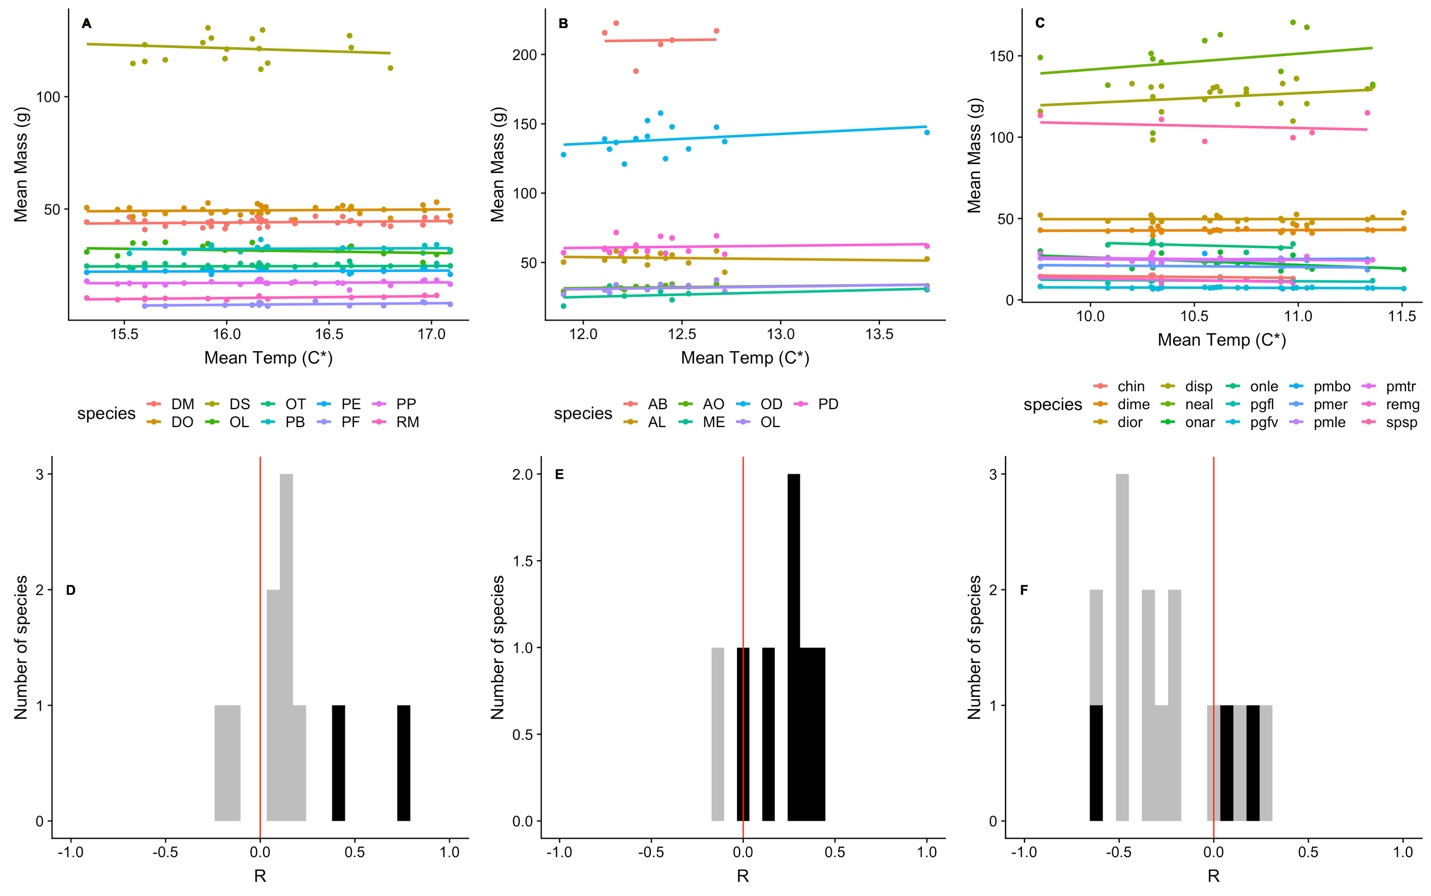 A
Mean Mass (g)
100
50
15.5 16.0 16.5 17.0
Mean Temp (C*)
species
DM DS OT PE PP
DO OL PB PF RM
B
Mean Mass (g)
200
150
100
50
12.0 12.5 13.0 13.5
Mean Temp (C*)
species
AB AO OD PD
AL ME OL
C
Mean Mass (g)
150
100
50
0
10.0 10.5 11.0 11.5
Mean Temp (C*)
species
chin disp onle pmbo pmtr
dime neal pgfl pmer remg
dior onar pgfv pmle spsp
D
Number of species
3
2
1
0
-1.0 -0.5 0.0 0.5 1.0
R
E
Number of species
2.0
1.5
1.0
0.5
0.0
-1.0 -0.5 0.0 0.5 1.0
R
F
Number of species
3
2
1
0
-1.0 -0.5 0.0 0.5 1.0
R